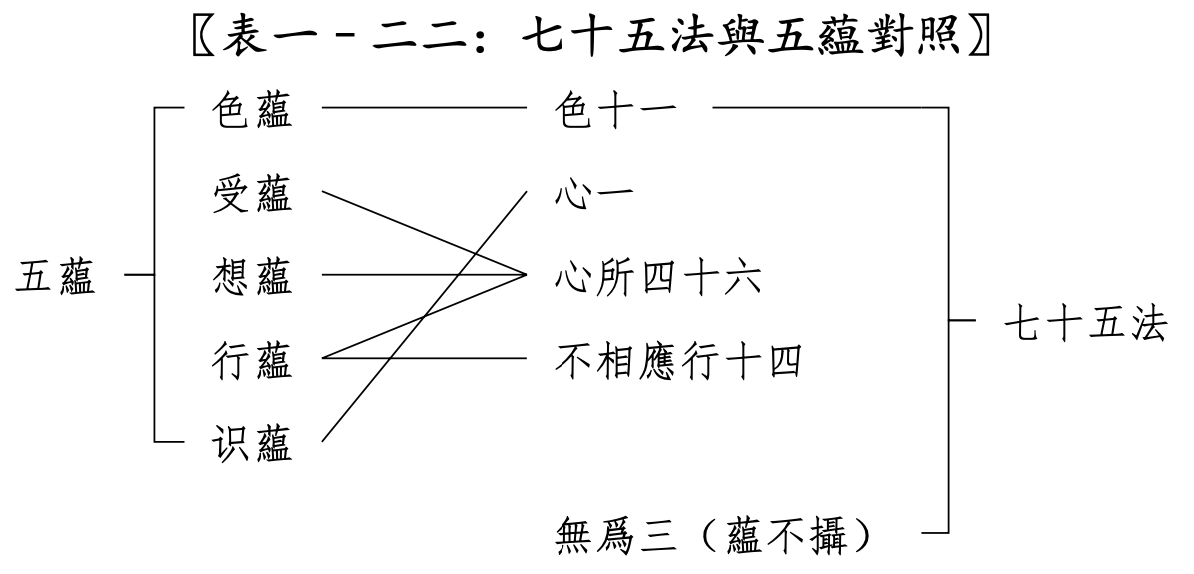 〖表一–二二：七十五法與五蘊對照〗
色蘊 色十一
受蘊 心一
五蘊 想蘊 心所四十六
七十五法
行蘊 不相應行十四
识蘊
無爲三（蘊不攝）